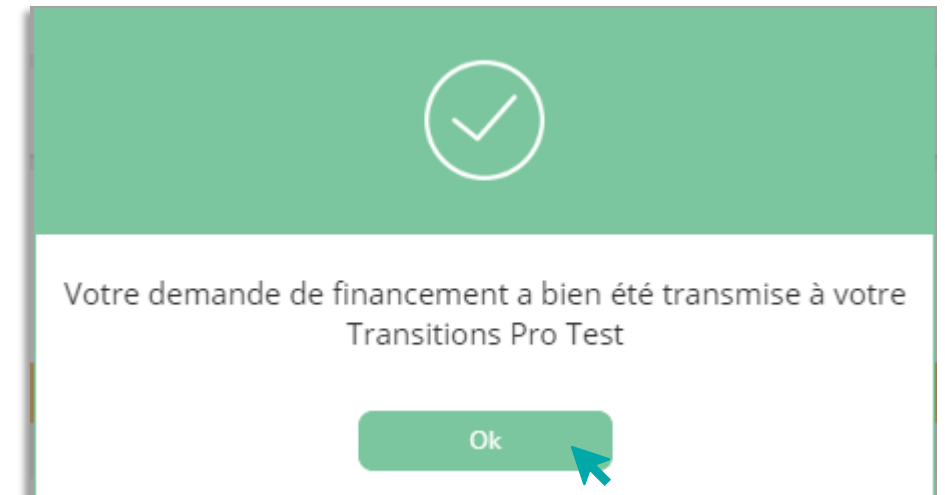 Votre demande de financement a bien été transmise à votre
Transitions Pro Test
Ok